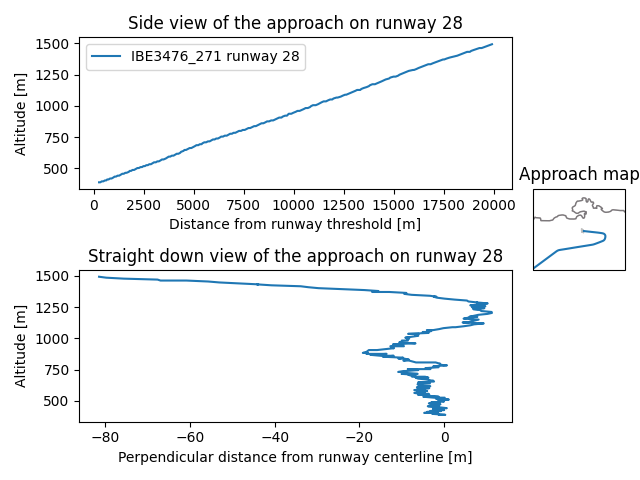 Side view of the approach on runway 28
1500
1250
1000
750
500
Altitude [m]
IBE3476_271 runway 28
0 2500 5000 7500 10000 12500 15000 17500 20000
Distance from runway threshold [m]
Approach map
Straight down view of the approach on runway 28
1500
1250
1000
750
500
Altitude [m]
−80 −60 −40 −20 0
Perpendicular distance from runway centerline [m]